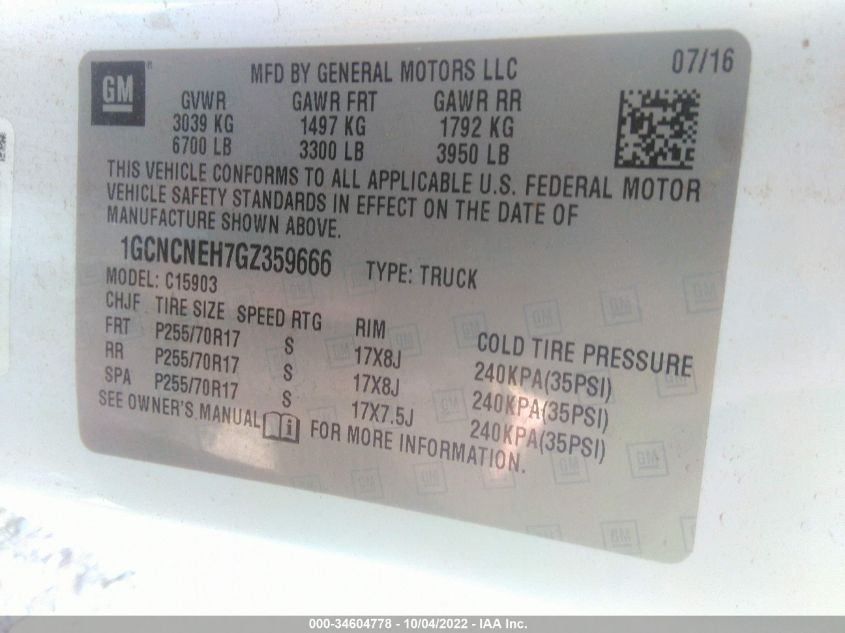 GM
MFD BY GENERAL MOTORS LLC 07/16
GVWR GAWR FRT GAWR RR
3039 KG 1497 KG 1792 KG
6700 LB 3300 LB 3950 LB
THIS VEHICLE CONFORMS TO ALL APPLICABLE U.S. FEDERAL MOTOR
VEHICLE SAFETY STANDARDS IN EFFECT ON THE DATE OF
MANUFACTURE SHOWN ABOVE.
1GCNCNEH7GZ359666 TYPE: TRUCK
MODEL: C15903
CHJF TIRE SIZE SPEED RTG RIM COLD TIRE PRESSURE
FRT P255/70R17 S 17X8J 240KPA(35PSI)
RR P255/70R17 S 17X8J 240KPA(35PSI)
SPA P255/70R17 S 17X7.5J 240KPA(35PSI)
SEE OWNER'S MANUAL i FOR MORE INFORMATION.
000-34604778 - 10/04/2022 - IAA Inc.